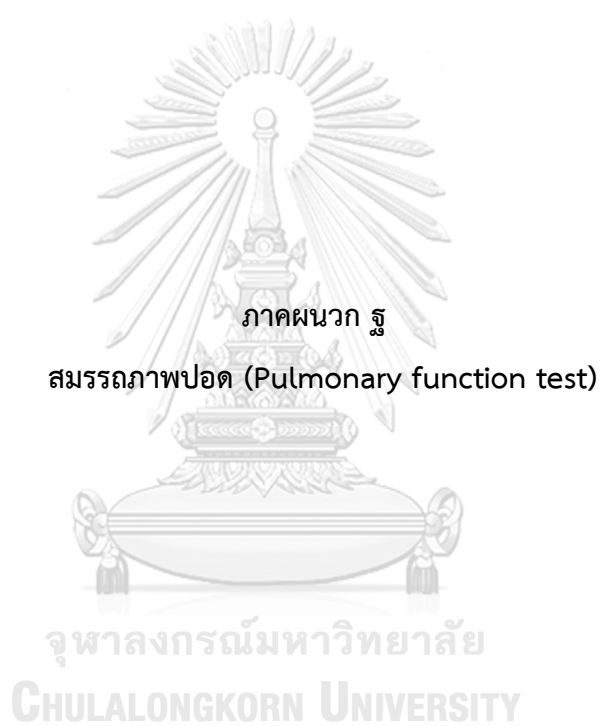 ภาคผนวก ฐ
สมรรถภาพปอด (Pulmonary function test)
จุฬาลงกรณ์มหาวิทยาลัย
CHULALONGKORN UNIVERSITY